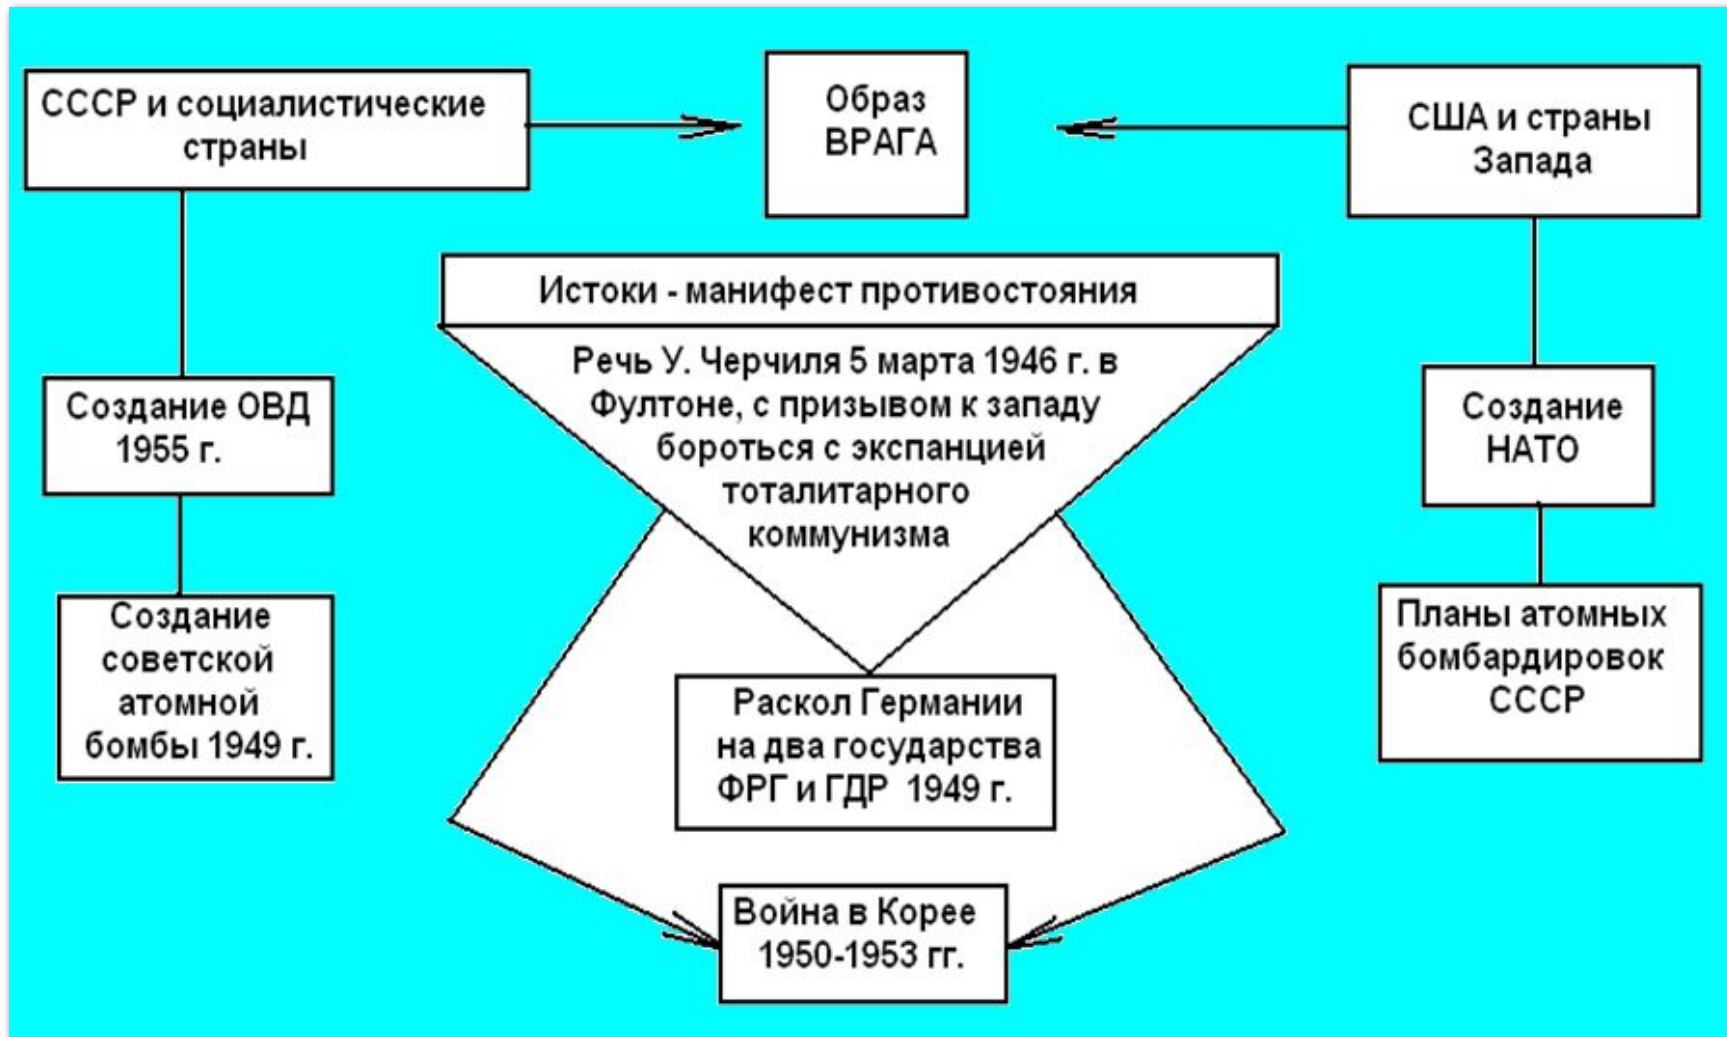 СССР и социалистические
страны
Образ
ВРАГА
США и страны
Запада
Истоки - манифест противостояния
Речь У. Черчиля 5 марта 1946 г. в
Фултоне, с призывом к западу
бороться с экспанцией
тоталитарного
коммунизма
Создание ОВД
1955 г.
Создание
НАТО
Создание
советской
атомной
бомбы 1949 г.
Планы атомных
бомбардировок
СССР
Раскол Германии
на два государства
ФРГ и ГДР 1949 г.
Война в Корее
1950-1953 гг.